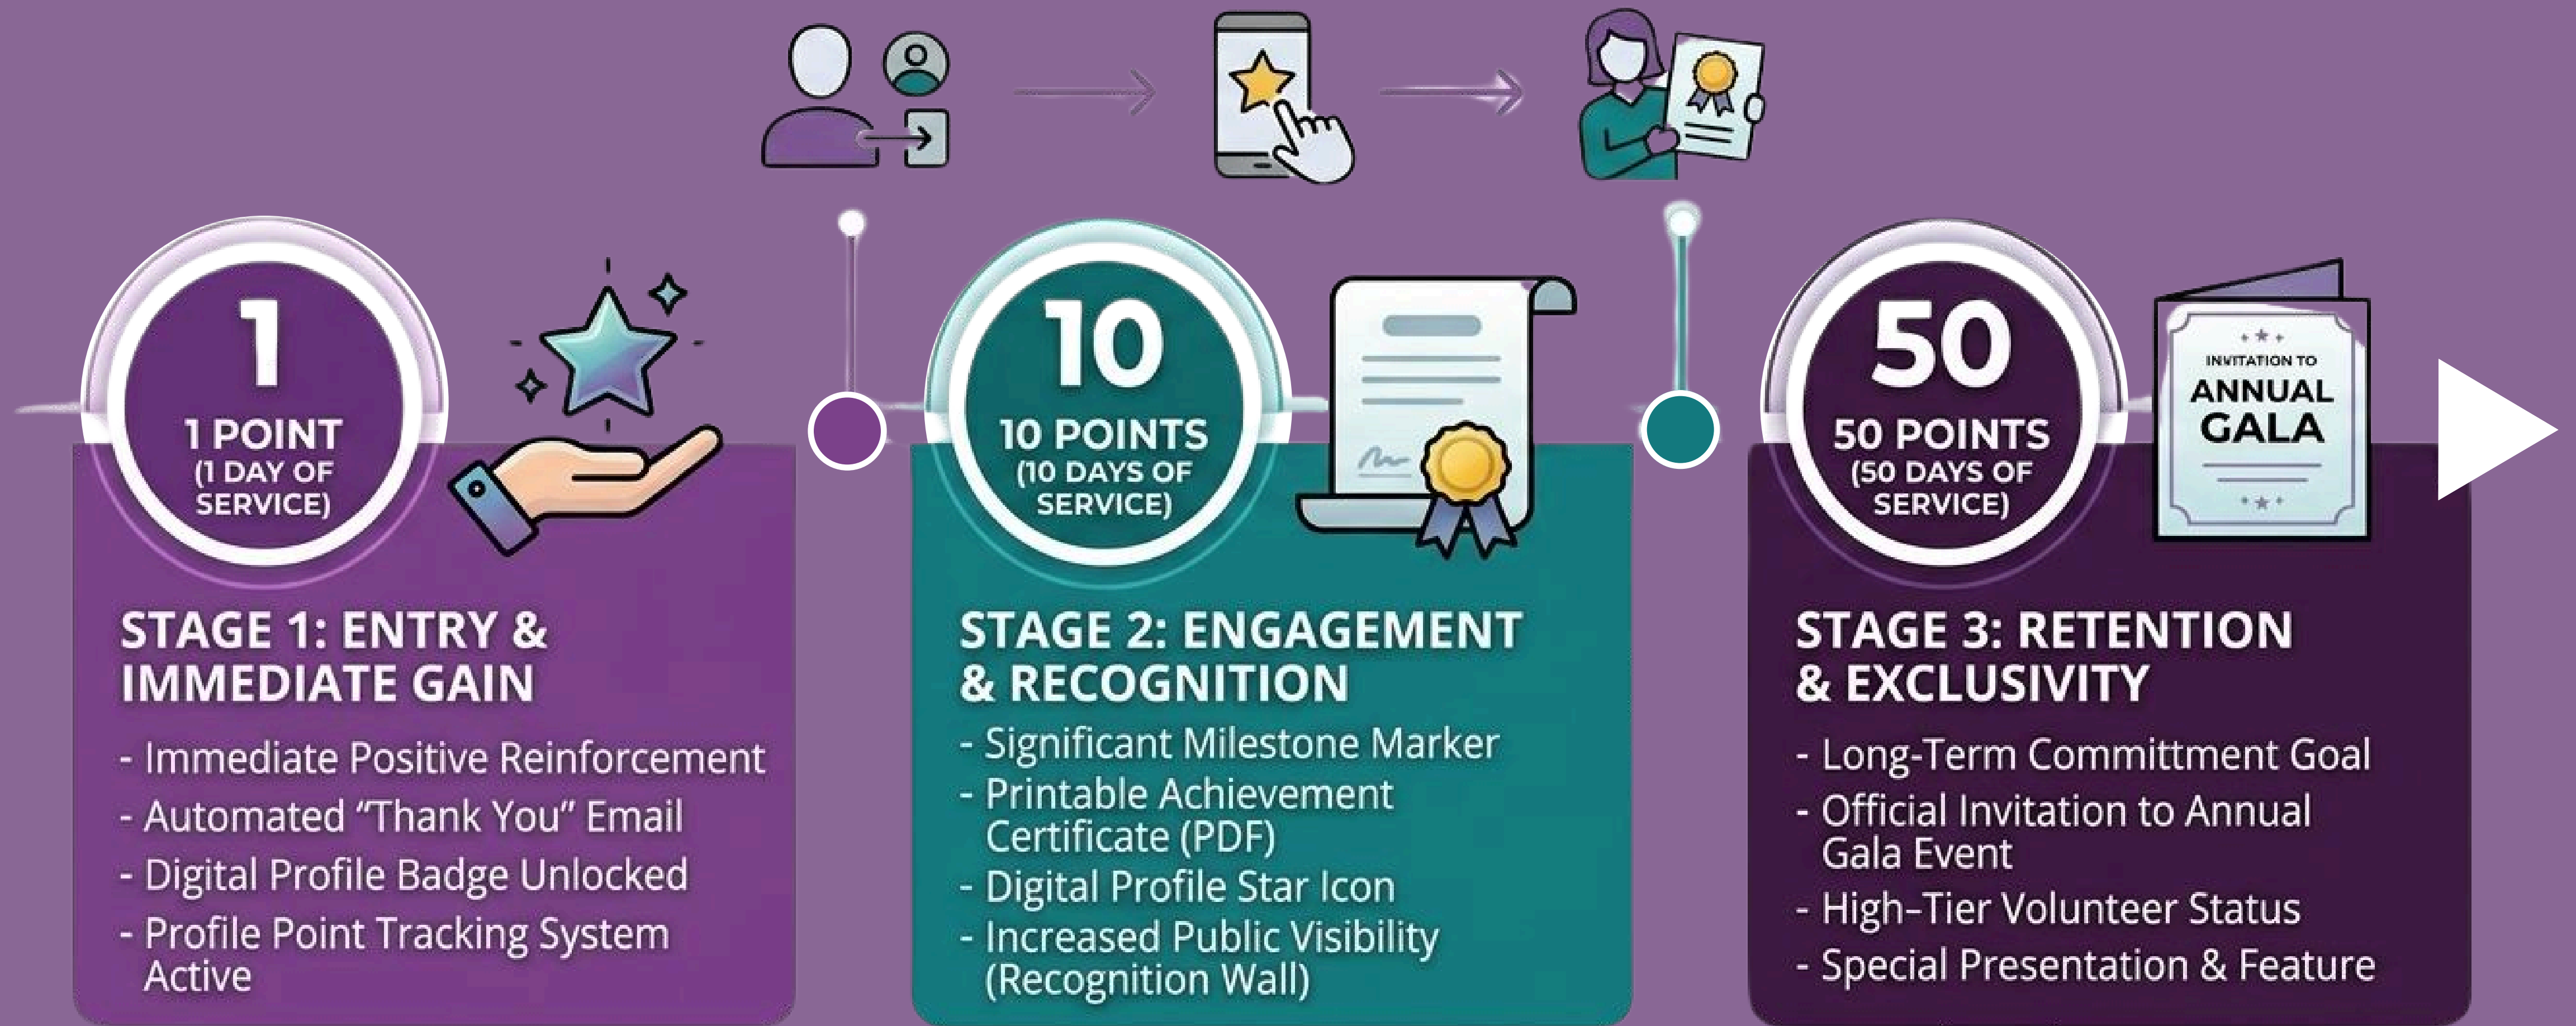 1
1 POINT
(1 DAY OF
SERVICE)
STAGE 1: ENTRY &
IMMEDIATE GAIN
- Immediate Positive Reinforcement
- Automated “Thank You” Email
- Digital Profile Badge Unlocked
- Profile Point Tracking System
Active
10
10 POINTS
(10 DAYS OF
SERVICE)
STAGE 2: ENGAGEMENT
& RECOGNITION
- Significant Milestone Marker
- Printable Achievement
Certificate (PDF)
- Digital Profile Star Icon
- Increased Public Visibility
(Recognition Wall)
50
50 POINTS
(50 DAYS OF
SERVICE)
INVITATION TO
ANNUAL
GALA
STAGE 3: RETENTION
& EXCLUSIVITY
- Long-Term Committment Goal
- Official Invitation to Annual
Gala Event
- High-Tier Volunteer Status
- Special Presentation & Feature